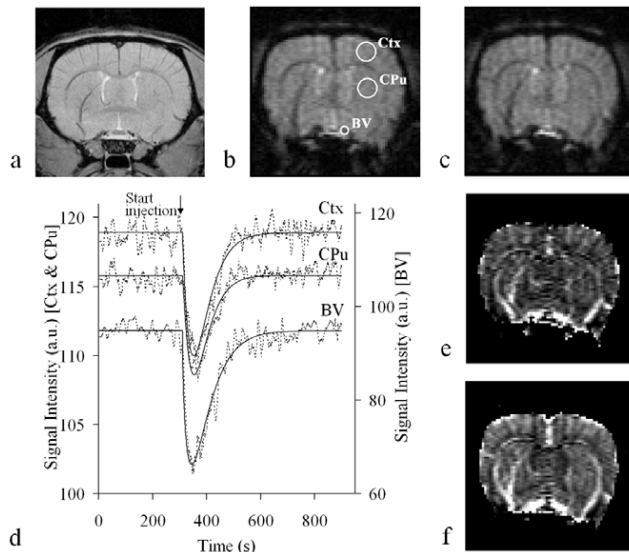 Ctx
CPu
BV
a
b
c
Start
injection
Ctx
CPu
BV
120
115
110
105
100
Signal Intensity (a.u.) [Ctx & CPu]
120
100
80
60
Signal Intensity (a.u.) [BV]
0
200
400
600
800
Time (s)
d
e
f